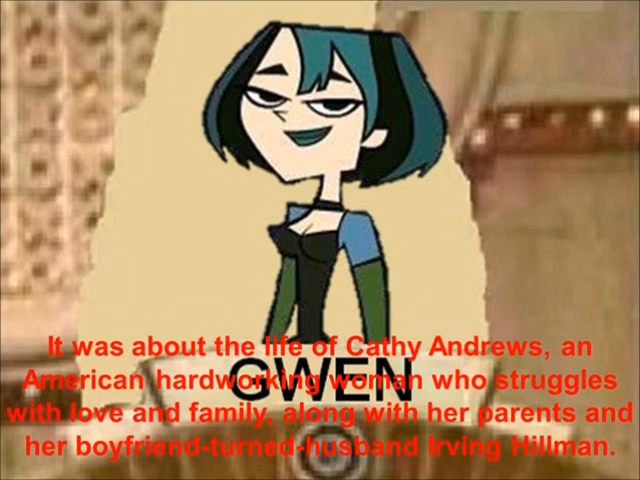 It was about the life of Cathy Andrews, an
GWEN
American hardworking woman who struggles
with love and family, along with her parents and
her boyfriend-turned-husband Irving Hillman.